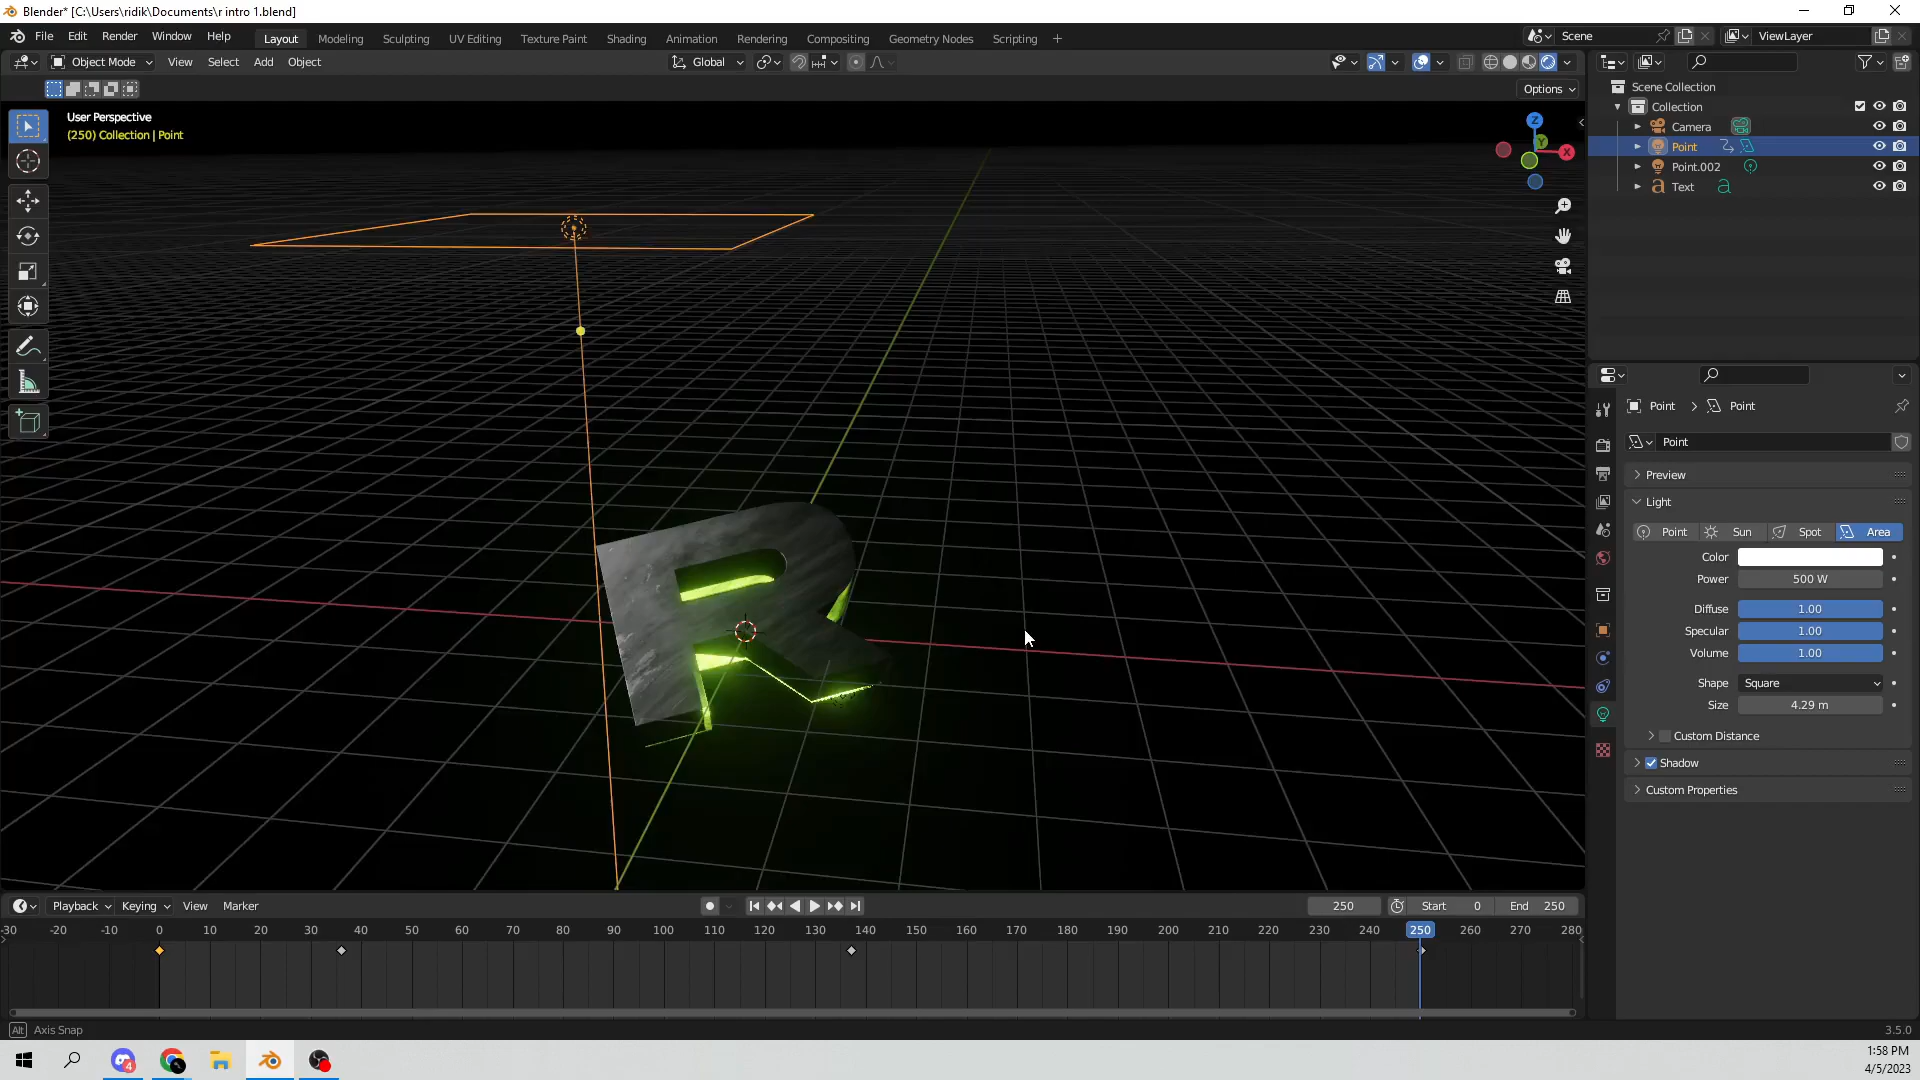 Blender* [C:\Users\ridik\Documents\r intro 1.blend]
File Edit Render Window Help Layout Modeling Sculpting UV Editing Texture Paint Shading Animation Rendering Compositing Geometry Nodes Scripting + Scene ViewLayer
Object Mode View Select Add Object Global
Options
User Perspective
(250) Collection | Point
Z
Y
X
Scene Collection
Collection
Camera
Point
Point.002
Text
Point > Point
Point
Preview
Light
Point Sun Spot Area
Color
Power 500 W
Diffuse 1.00
Specular 1.00
Volume 1.00
Shape Square
Size 4.29 m
Custom Distance
Shadow
Custom Properties
R
Playback Keying View Marker 250 Start 0 End 250
-30 -20 -10 0 10 20 30 40 50 60 70 80 90 100 110 120 130 140 150 160 170 180 190 200 210 220 230 240 250 260 270 280
Alt Axis Snap 3.5.0
4
1:58 PM
4/5/2023